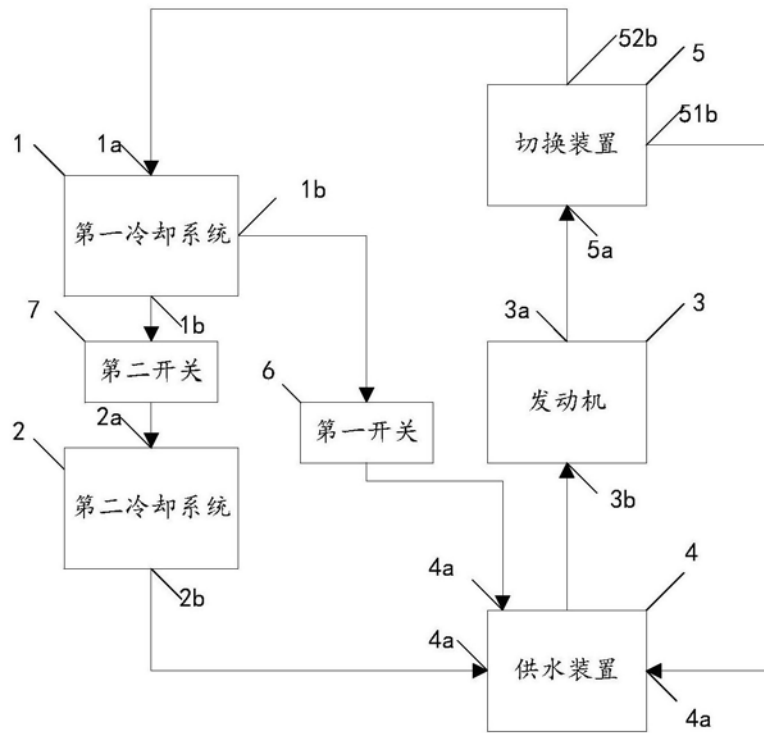 52b
5
51b
切换装置
5a
1
1a
1b
第一冷却系统
1b
7
第二开关
2a
6
第一开关
3a
3
发动机
3b
2
第二冷却系统
2b
4a
4
4a
供水装置
4a